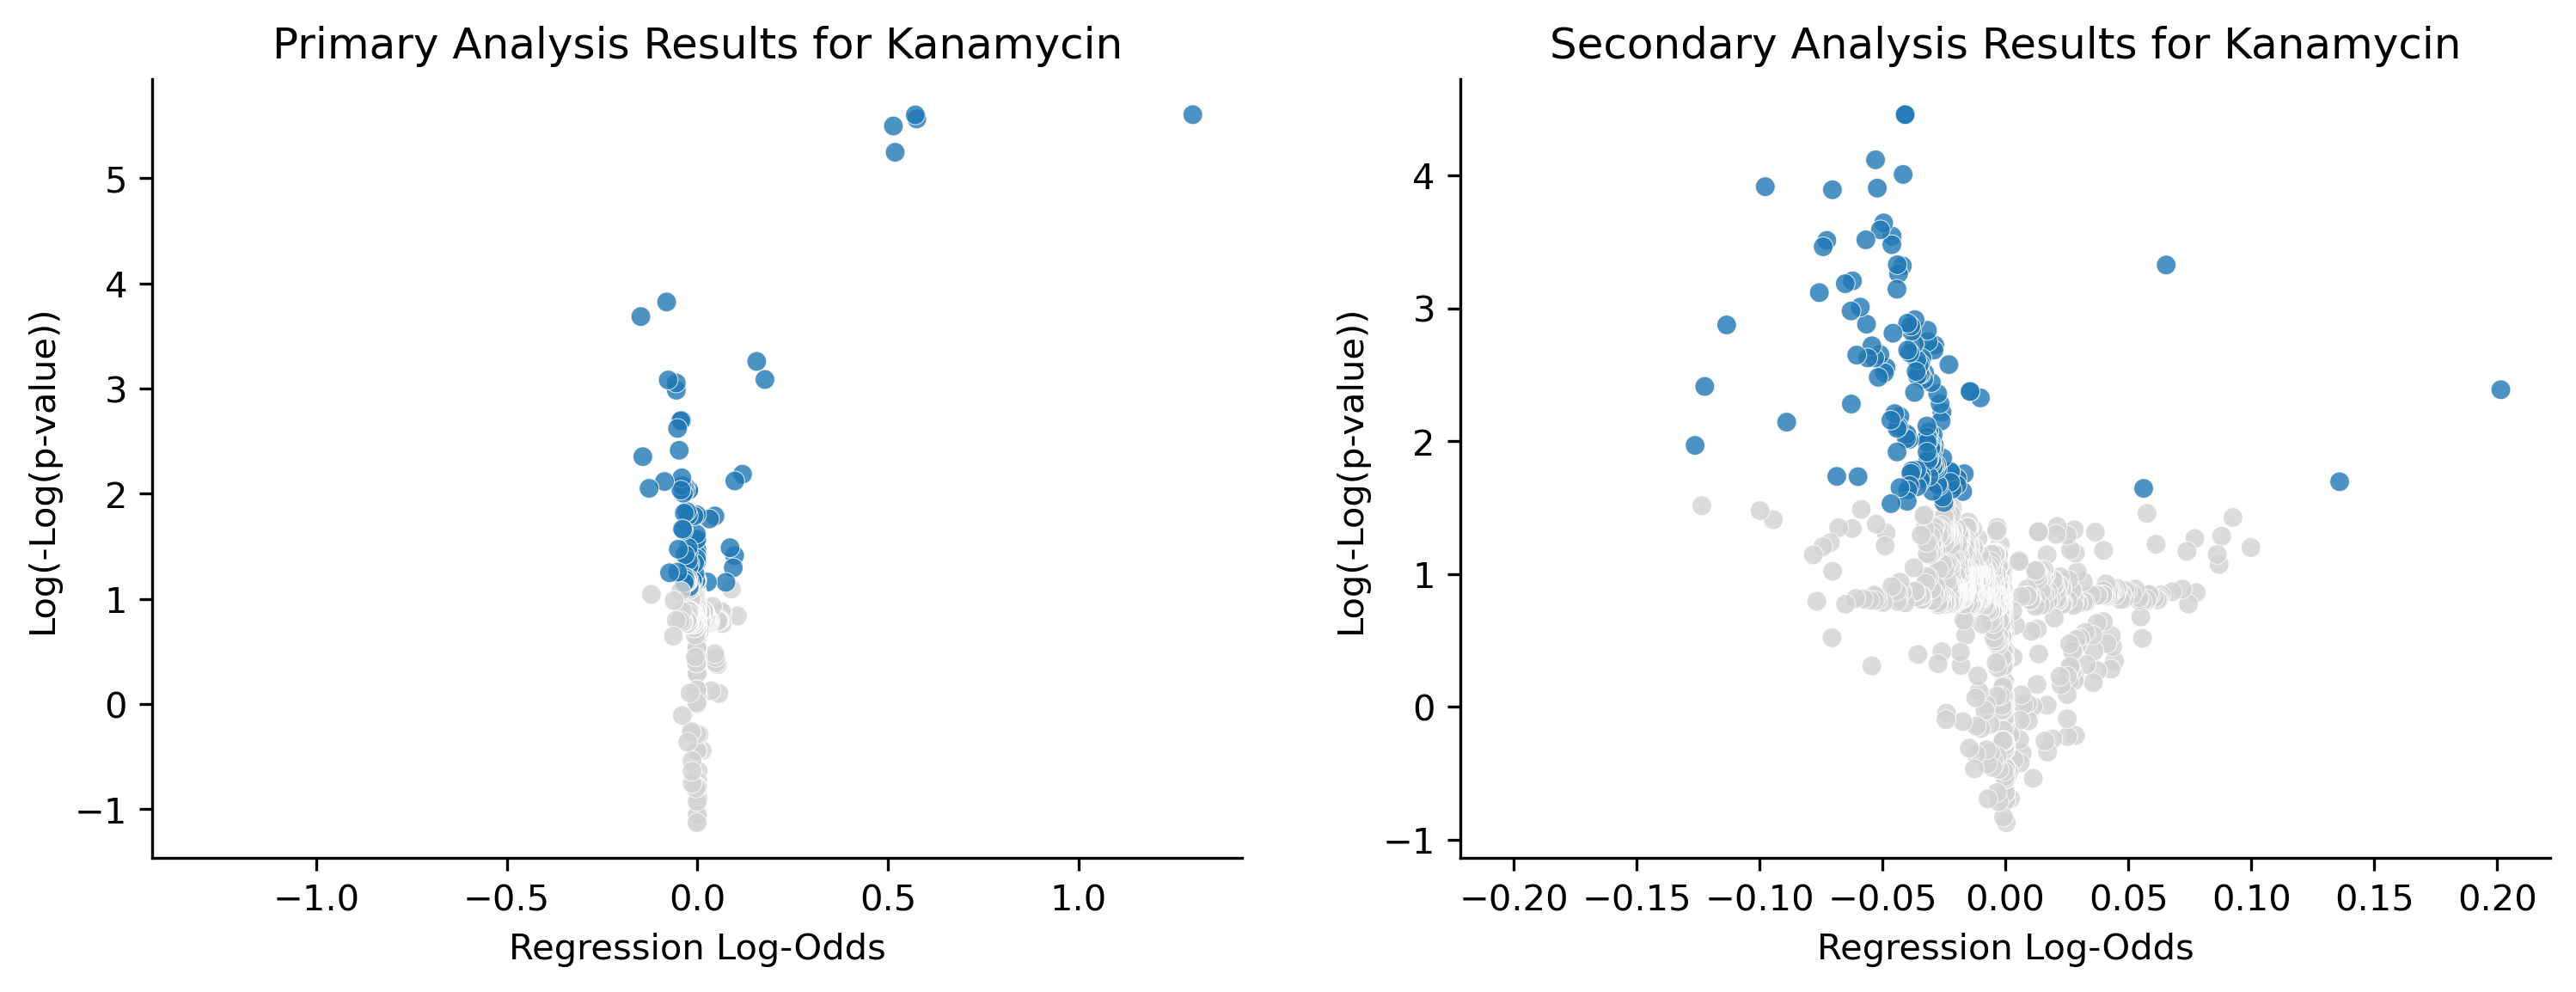 Primary Analysis Results for Kanamycin
Log(-Log(p-value))
5
4
3
2
1
0
−1
−1.0 −0.5 0.0 0.5 1.0
Regression Log-Odds
Secondary Analysis Results for Kanamycin
Log(-Log(p-value))
4
3
2
1
0
−1
−0.20 −0.15 −0.10 −0.05 0.00 0.05 0.10 0.15 0.20
Regression Log-Odds